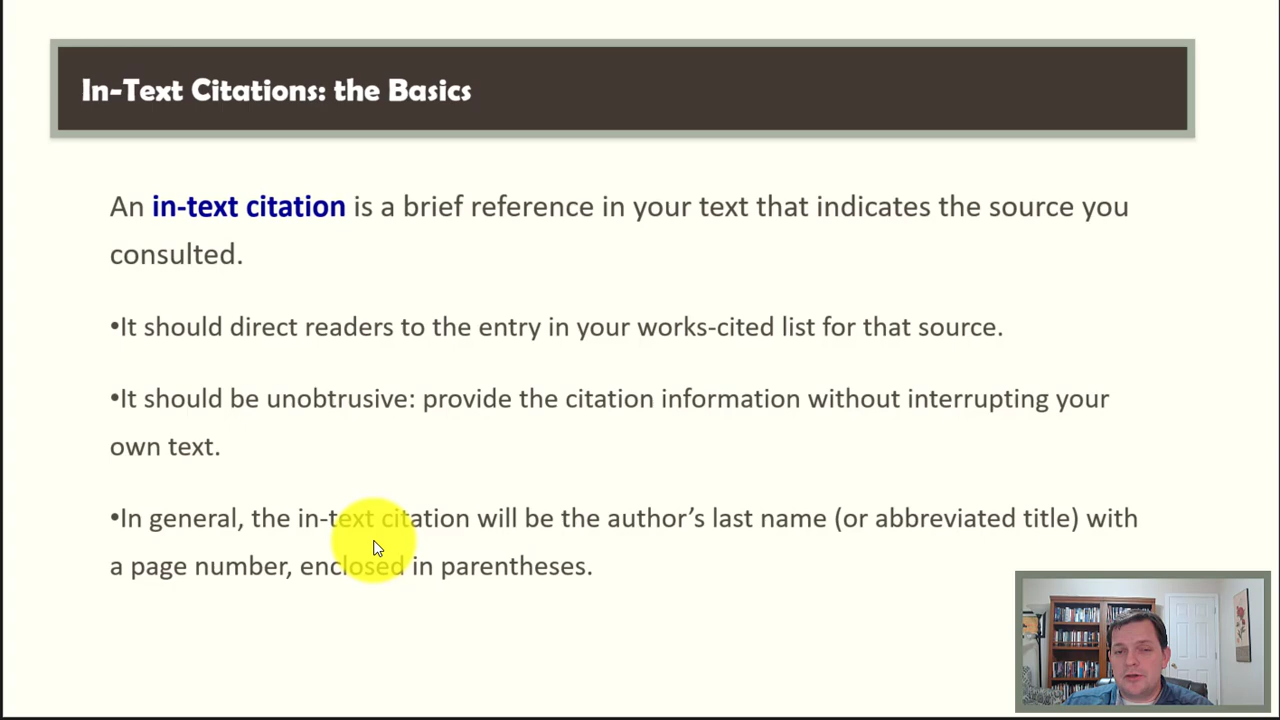 In-Text Citations: the Basics
An in-text citation is a brief reference in your text that indicates the source you
consulted.
•It should direct readers to the entry in your works-cited list for that source.
•It should be unobtrusive: provide the citation information without interrupting your
own text.
•In general, the in-text citation will be the author’s last name (or abbreviated title) with
a page number, enclosed in parentheses.